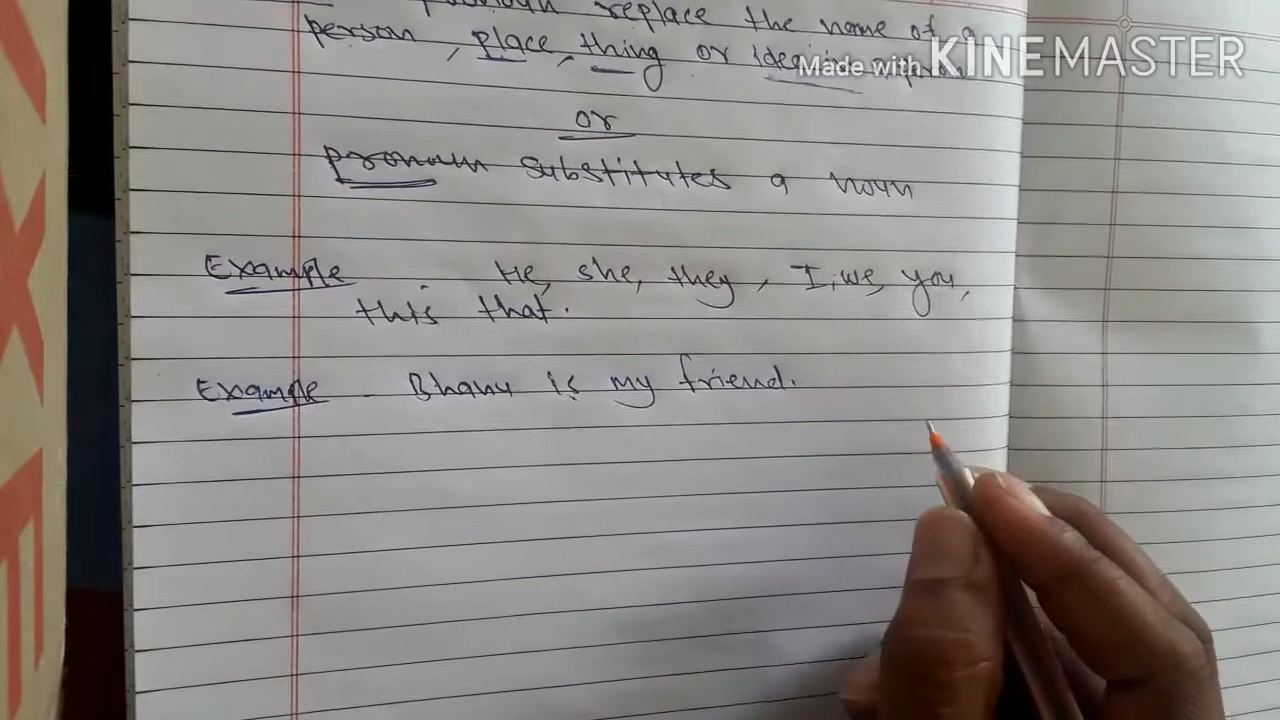 replace the name of a
person, place, thing or
Made with KINEMASTER
or
pronoun substitutes a noun
Example - He, she, they, I, we, you,
this that.
Example - Bhanu is my friend.